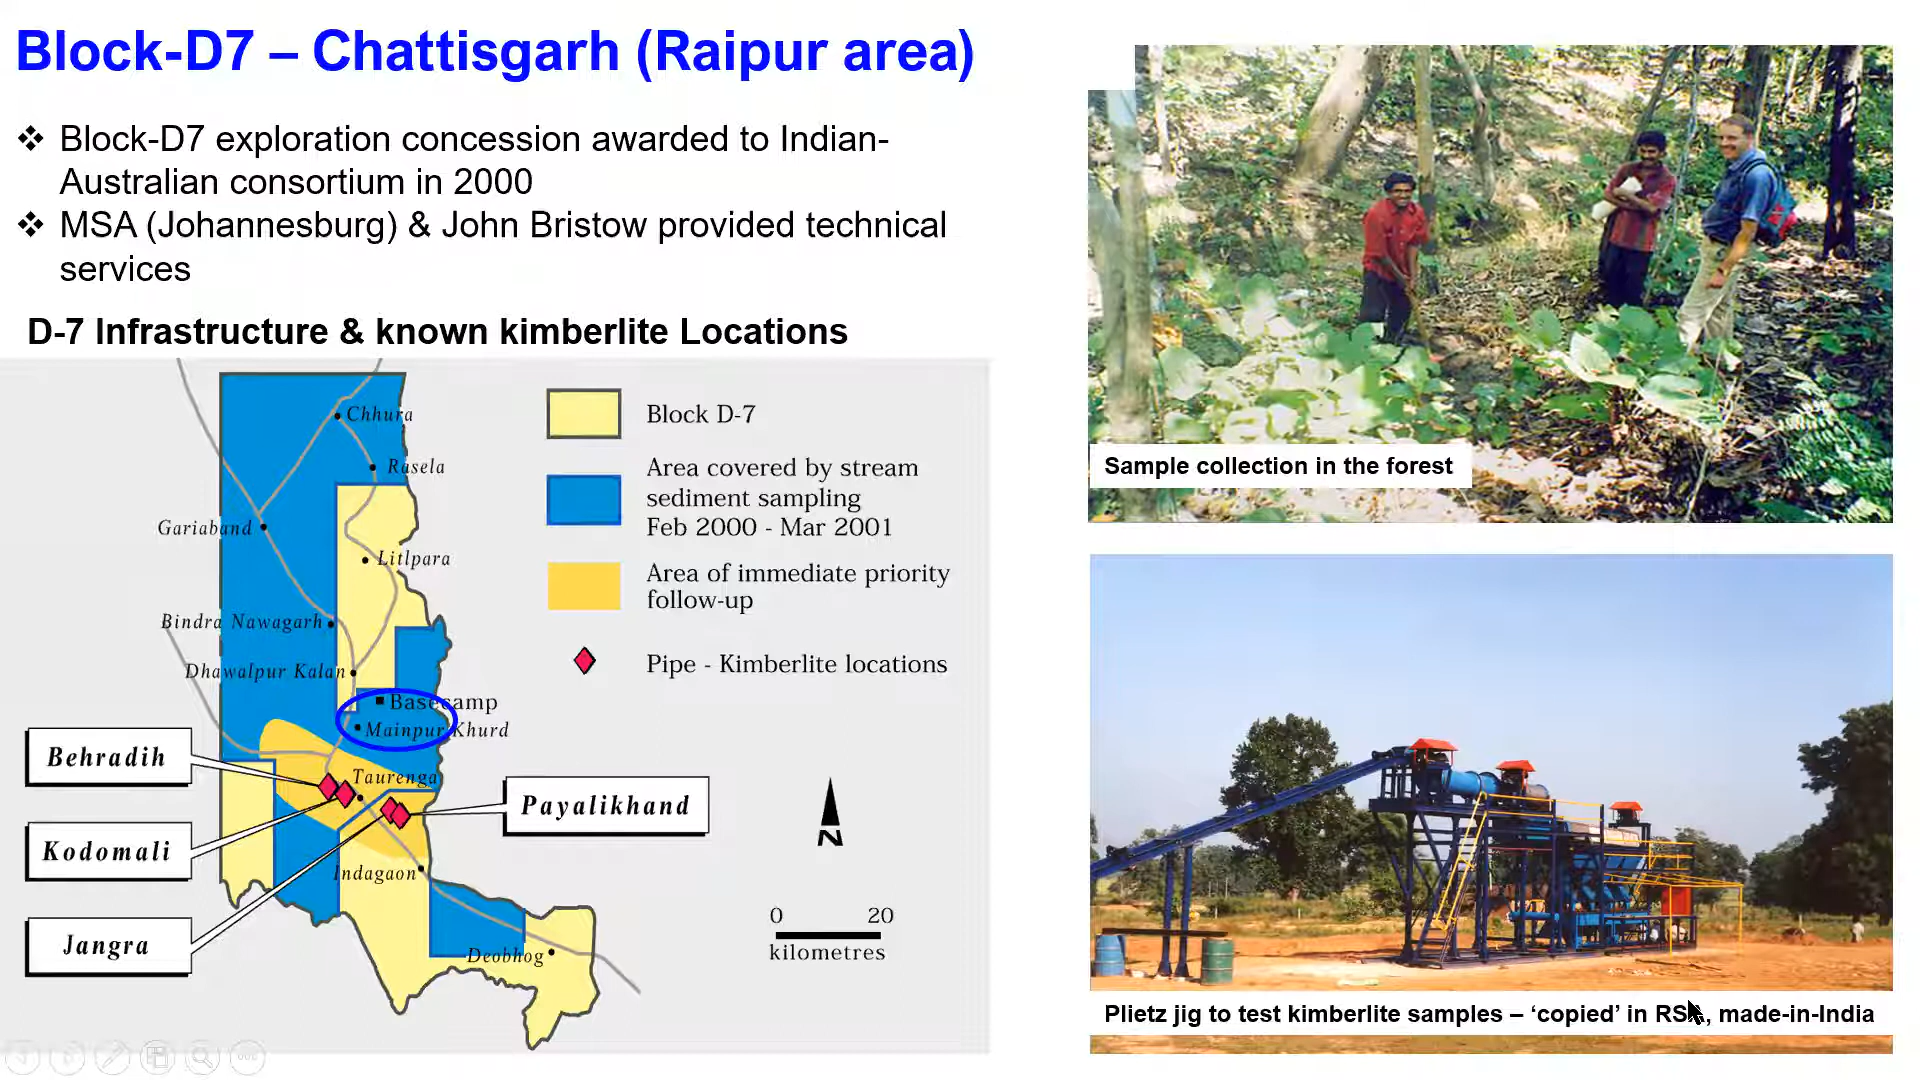 Block-D7 – Chattisgarh (Raipur area)
❖ Block-D7 exploration concession awarded to Indian-
Australian consortium in 2000
❖ MSA (Johannesburg) & John Bristow provided technical
services
D-7 Infrastructure & known kimberlite Locations
Chhura
Rasela
Gariaband
Litlpara
Bindra Nawagarh
Dhawalpur Kalan
Basecamp
Mainpur Khurd
Behradih
Taurenga
Payalikhand
Kodomali
Indagaon
Jangra
Deobhog
Block D-7
Area covered by stream
sediment sampling
Feb 2000 - Mar 2001
Area of immediate priority
follow-up
Pipe - Kimberlite locations
N
0 20
kilometres
Sample collection in the forest
Plietz jig to test kimberlite samples – ‘copied’ in RSA, made-in-India